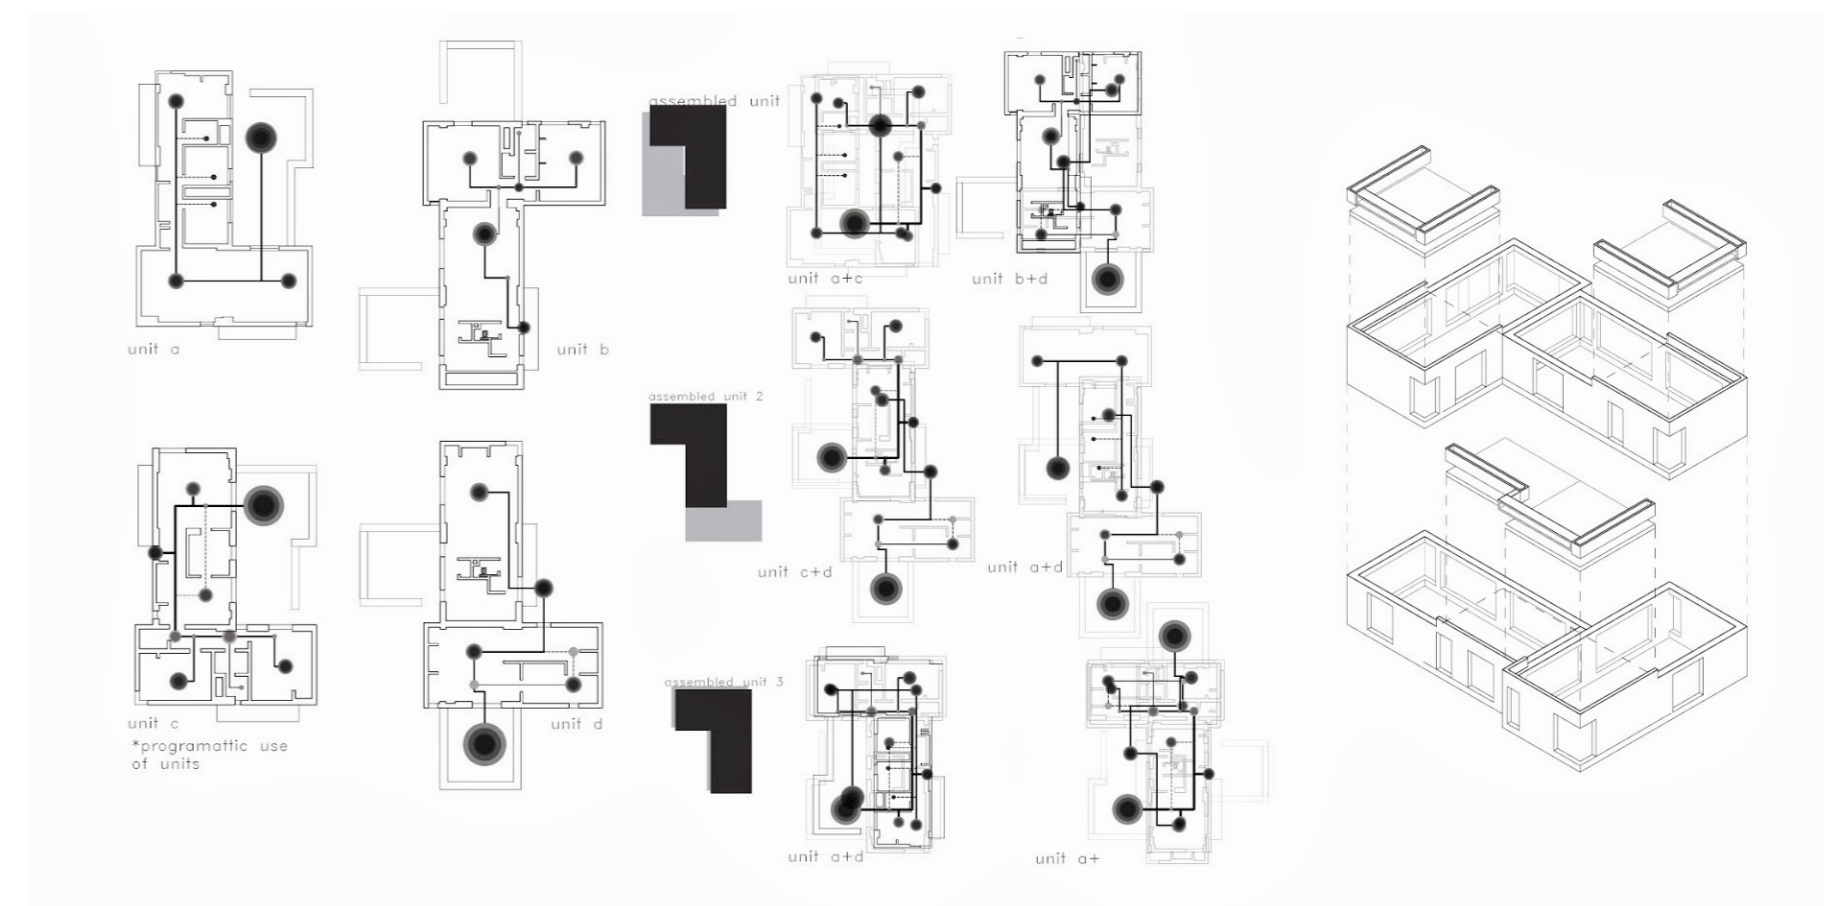 assembled unit
unit a+c
unit b+d
unit a
unit b
assembled unit 2
unit c+d
unit a+d
unit c
unit d
*programattic use
of units
assembled unit 3
unit a+d
unit a+